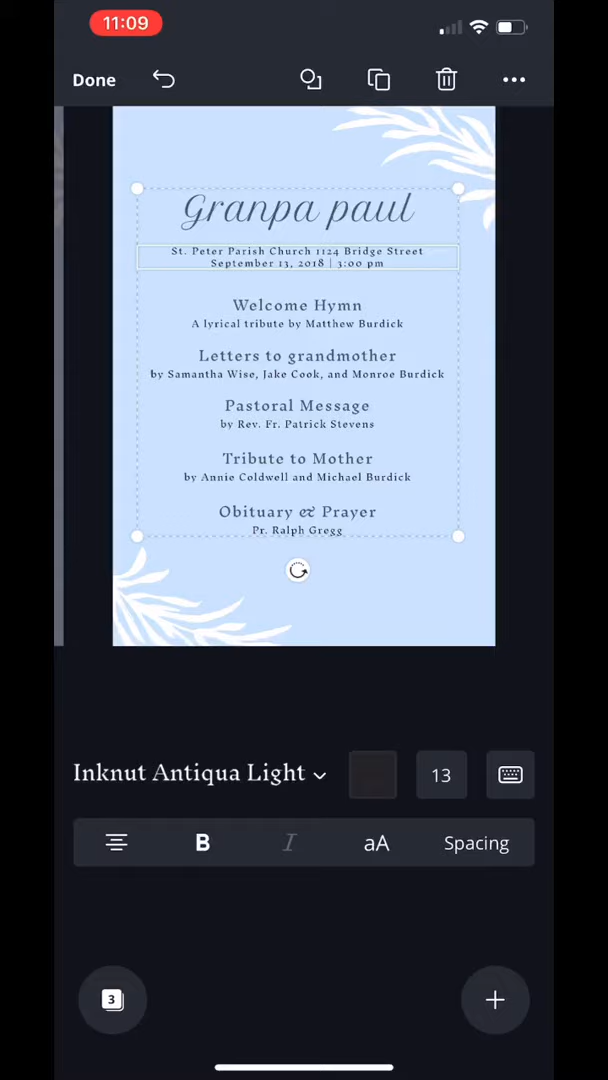 11:09
Done
Granpa paul
St. Peter Parish Church 1124 Bridge Street
September 13, 2018 | 3:00 pm
Welcome Hymn
A lyrical tribute by Matthew Burdick
Letters to grandmother
by Samantha Wise, Jake Cook, and Monroe Burdick
Pastoral Message
by Rev. Fr. Patrick Stevens
Tribute to Mother
by Annie Coldwell and Michael Burdick
Obituary & Prayer
Pr. Ralph Gregg
Inknut Antiqua Light
13
B I aA Spacing
3